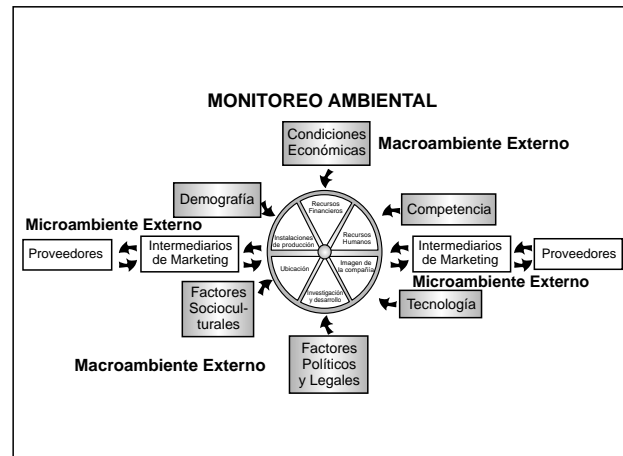 MONITOREO AMBIENTAL
Condiciones
Económicas
Macroambiente Externo
Demografía
Recursos
Financieros
Competencia
Microambiente Externo
Instalaciones
de producción
Recursos
Humanos
Proveedores
Intermediarios
de Marketing
Intermediarios
de Marketing
Proveedores
Ubicación
Imagen de
la compañía
Microambiente Externo
Factores
Sociocul-
turales
Investigación
y desarrollo
Tecnología
Macroambiente Externo
Factores
Políticos
y Legales